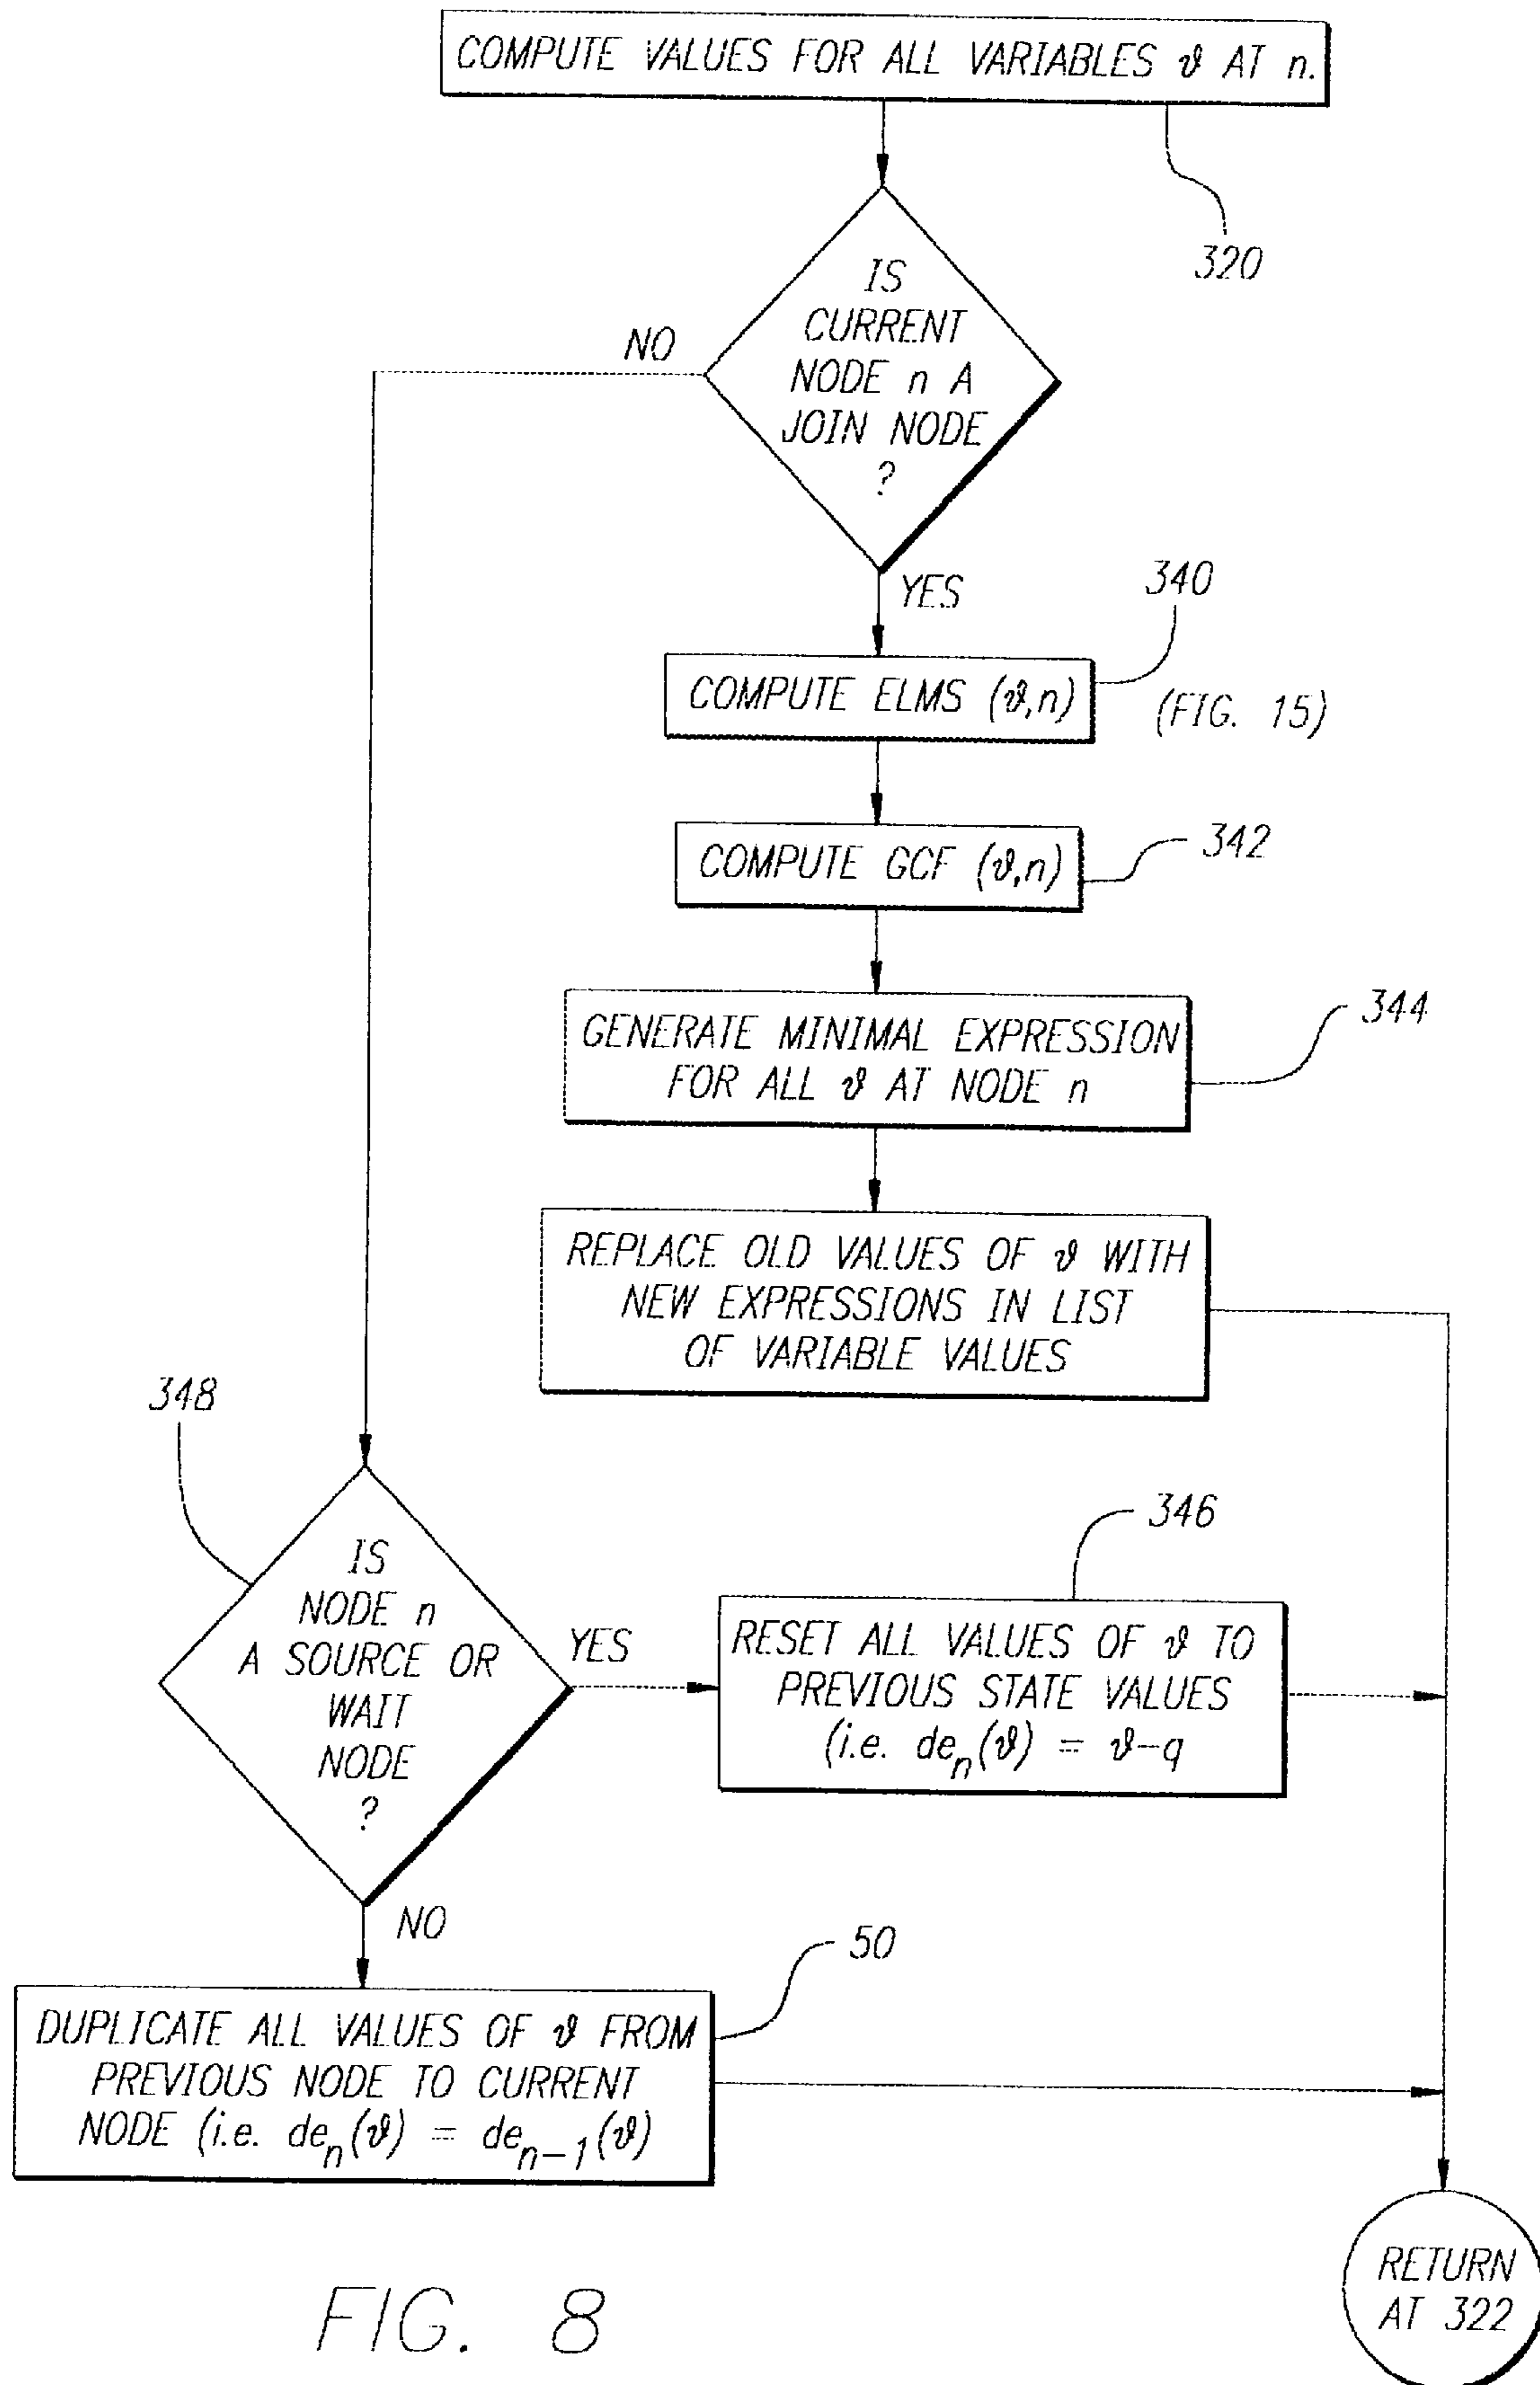 COMPUTE VALUES FOR ALL VARIABLES ϑ AT n.
320
IS
CURRENT
NODE n A
JOIN NODE
?
NO
YES
340
COMPUTE ELMS (ϑ,n)
(FIG. 15)
COMPUTE GCF (ϑ,n)
342
GENERATE MINIMAL EXPRESSION
FOR ALL ϑ AT NODE n
344
REPLACE OLD VALUES OF ϑ WITH
NEW EXPRESSIONS IN LIST
OF VARIABLE VALUES
348
IS
NODE n
A SOURCE OR
WAIT
NODE
?
YES
346
RESET ALL VALUES OF ϑ TO
PREVIOUS STATE VALUES
(i.e. deₙ(ϑ) = ϑ-q
NO
50
DUPLICATE ALL VALUES OF ϑ FROM
PREVIOUS NODE TO CURRENT
NODE (i.e. deₙ(ϑ) = deₙ₋₁(ϑ)
RETURN
AT 322
FIG. 8